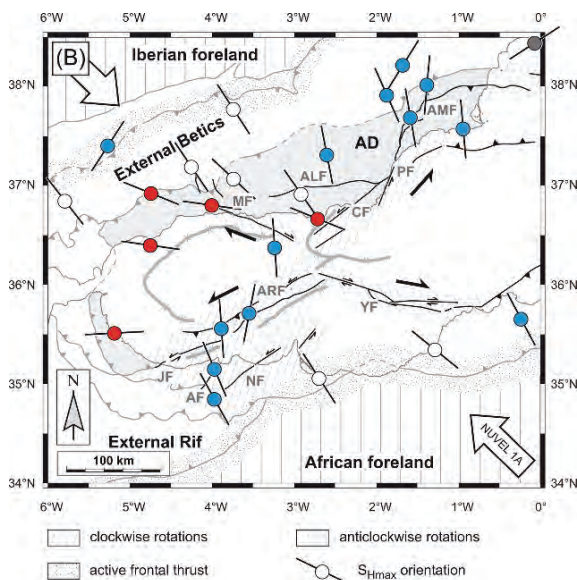 6°W 5°W 4°W 3°W 2°W 1°W 0°
(B)
Iberian foreland
38°N
38°N
External Betics
AMF
AD
ALF
PF
37°N
37°N
MF
CF
36°N
36°N
ARF
YF
35°N
35°N
JF
NF
AF
N
NUVEL 1A
External Rif
100 km
African foreland
34°N
34°N
6°W 5°W 4°W 3°W 2°W 1°W 0°
clockwise rotations
anticlockwise rotations
active frontal thrust
SHmax orientation